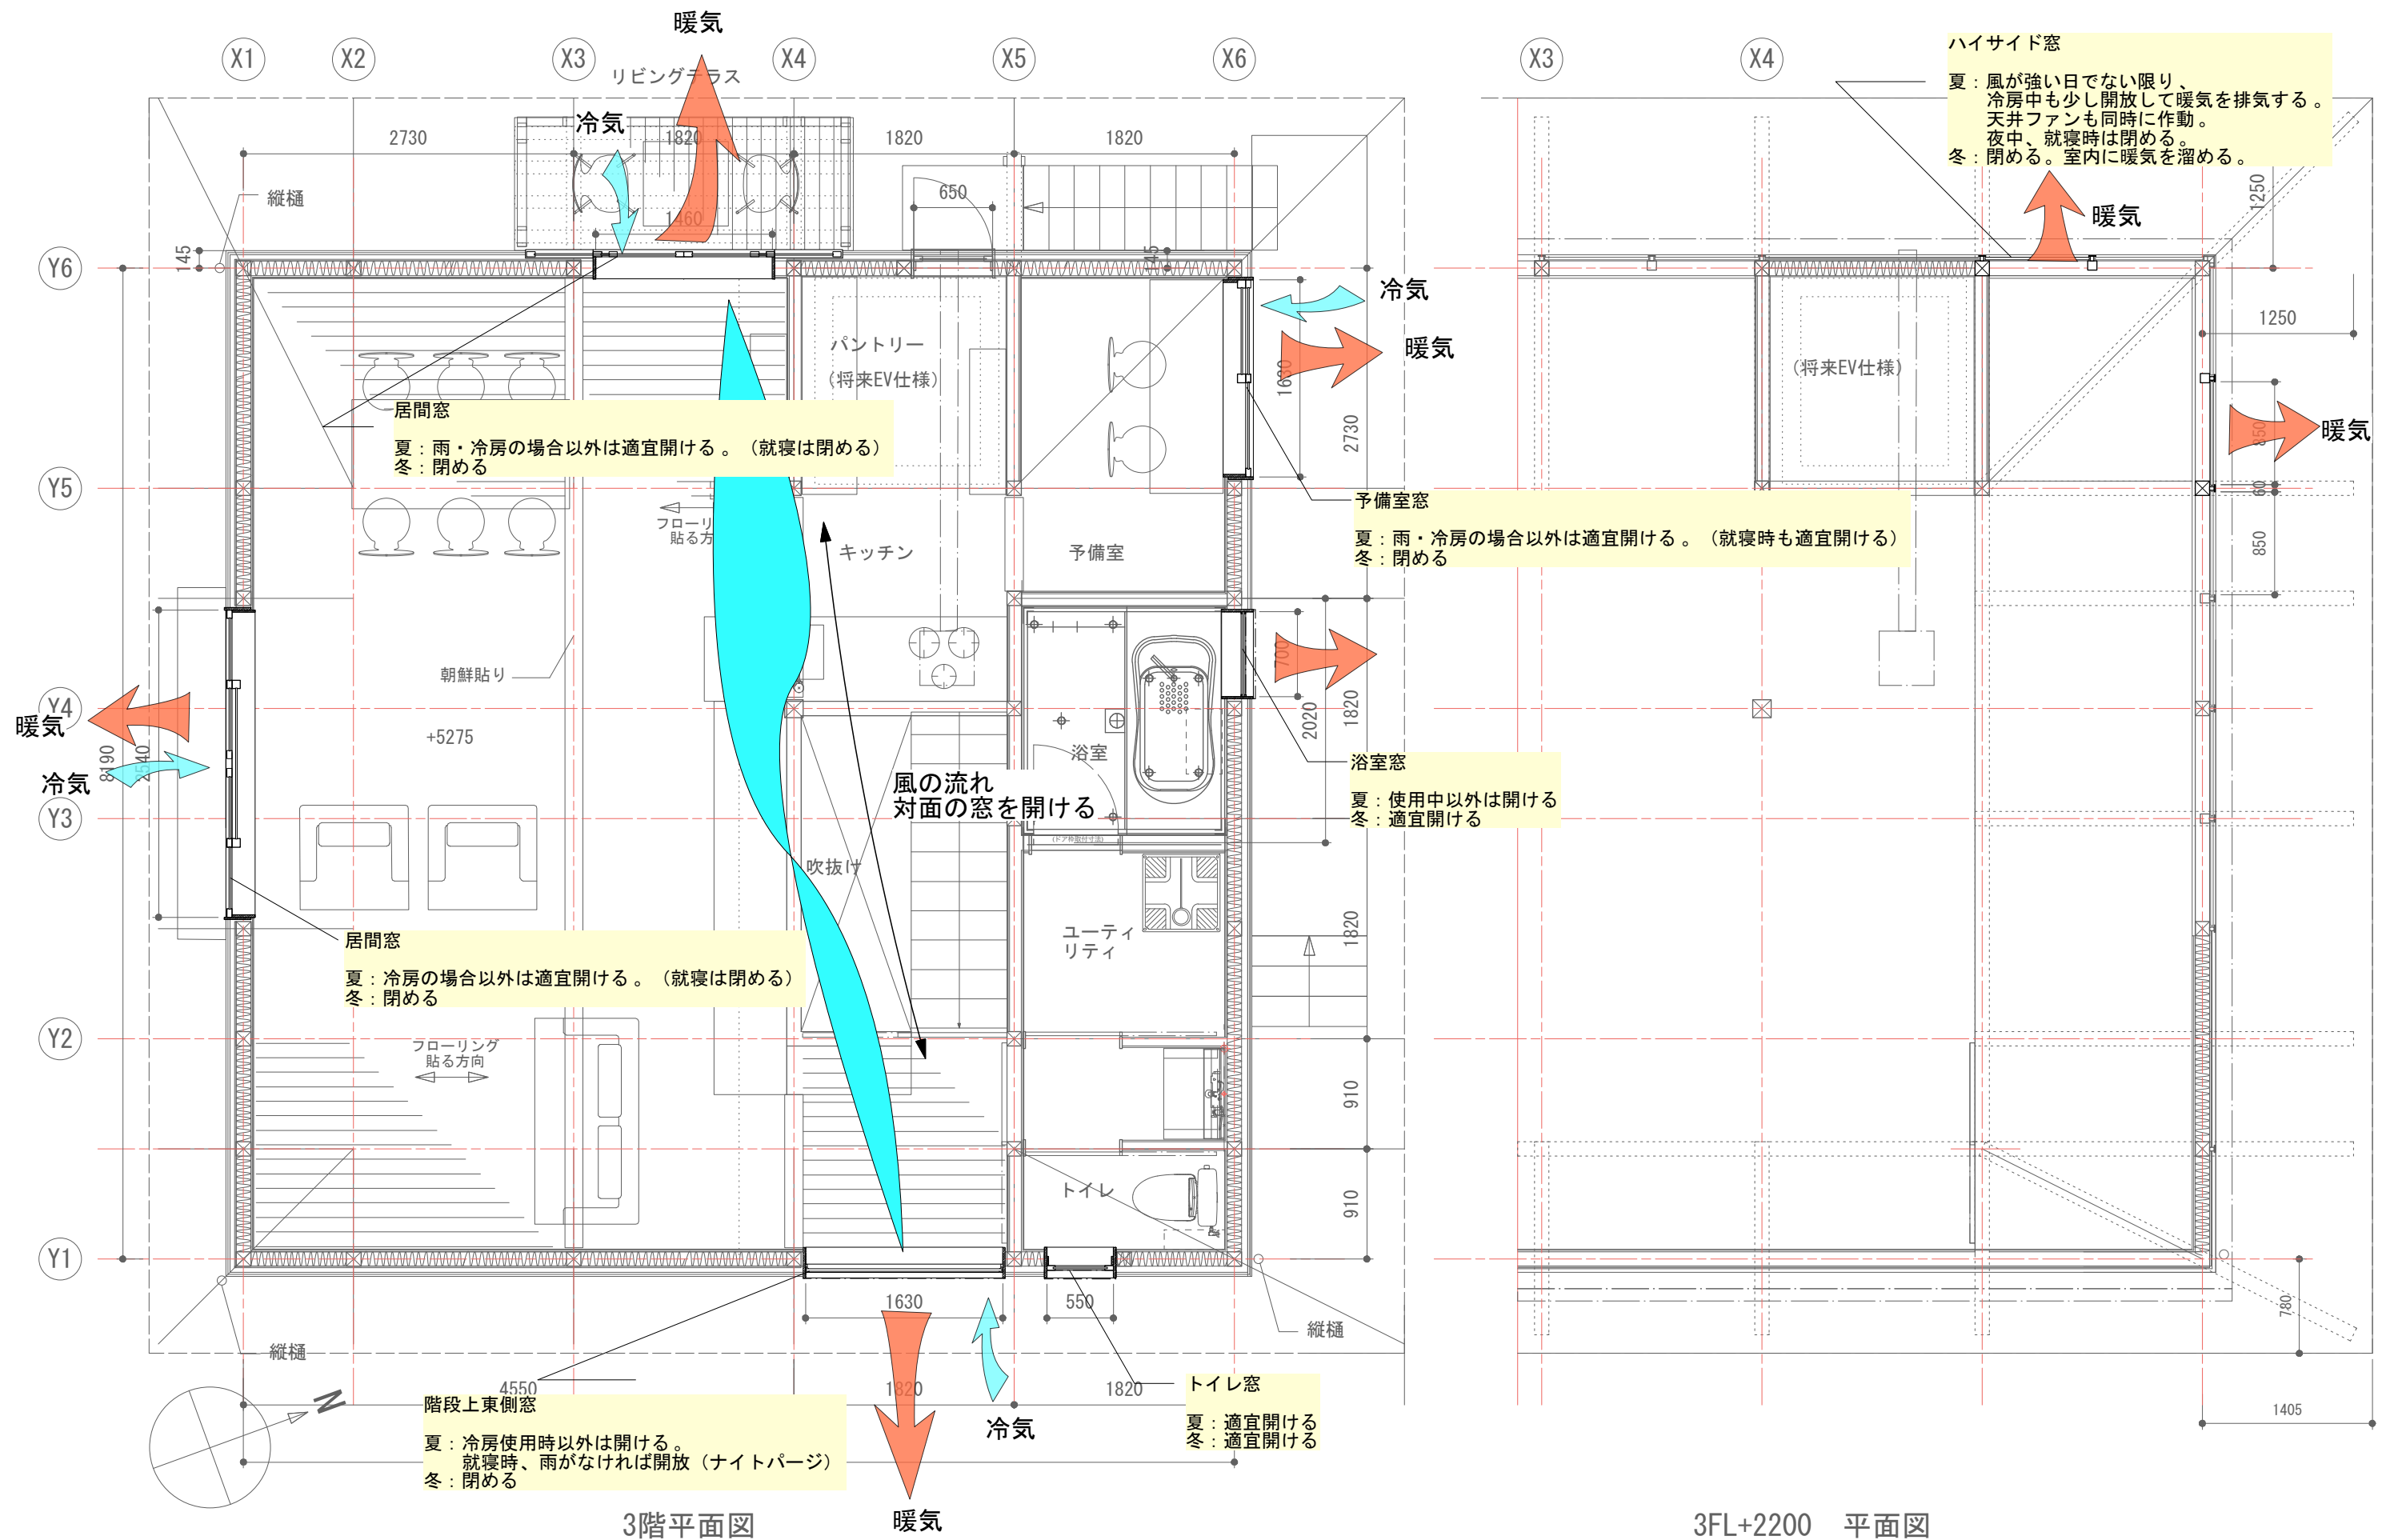 暖気
X1
X2
X3
X4
X5
X6
X3
X4
ハイサイド窓
夏：風が強い日でない限り、
冷房中も少し開放して暖気を排気する。
天井ファンも同時に作動。
夜中、就寝時は閉める。
冬：閉める。室内に暖気を溜める。
リビングテラス
冷気
2730
1820
1820
1820
縦樋
650
1460
145
145
1250
暖気
Y6
冷気
暖気
1250
パントリー
(将来EV仕様)
(将来EV仕様)
1630
2730
850
暖気
居間窓
夏：雨・冷房の場合以外は適宜開ける。（就寝は閉める）
冬：閉める
Y5
予備室窓
夏：雨・冷房の場合以外は適宜開ける。（就寝時も適宜開ける）
冬：閉める
60
850
フローリ
貼る方
キッチン
予備室
朝鮮貼り
700
Y4
暖気
+5275
2020
1820
8190
2540
冷気
浴室
浴室窓
夏：使用中以外は開ける
冬：適宜開ける
風の流れ
対面の窓を開ける
Y3
(ドア枠取付寸法)
吹抜け
ユーティ
リティ
1820
居間窓
夏：冷房の場合以外は適宜開ける。（就寝は閉める）
冬：閉める
Y2
フローリング
貼る方向
910
トイレ
910
Y1
1630
550
縦樋
縦樋
780
N
4550
1820
1820
1405
階段上東側窓
夏：冷房使用時以外は開ける。
就寝時、雨がなければ開放（ナイトパージ）
冬：閉める
冷気
トイレ窓
夏：適宜開ける
冬：適宜開ける
暖気
3階平面図
3FL+2200　平面図